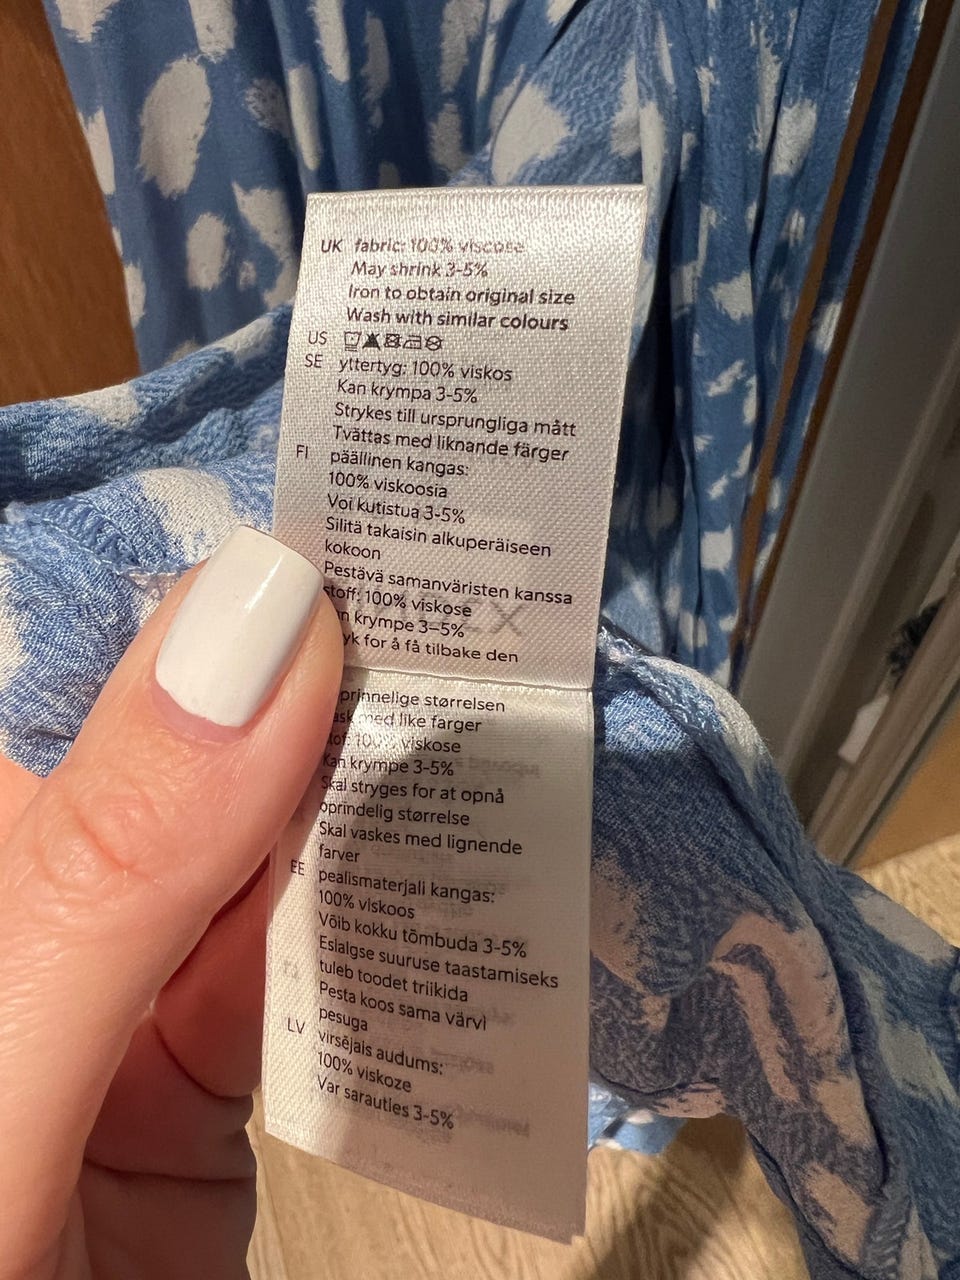 UK fabric: 100% viscose
May shrink 3-5%
Iron to obtain original size
Wash with similar colours
US
SE yttertyg: 100% viskos
Kan krympa 3-5%
Strykes till ursprungliga mått
Tvättas med liknande färger
FI päällinen kangas:
100% viskoosia
Voi kutistua 3-5%
Silitä takaisin alkuperäiseen
kokoon
Pestävä samanväristen kanssa
stoff: 100% viskose
krympe 3–5%
for å få tilbake den
størrelsen
med like farger
100% viskose
Kan krympe 3-5%
Skal stryges for at opnå
oprindelig størrelse
Skal vaskes med lignende
farver
EE pealismaterjali kangas:
100% viskoos
Võib kokku tõmbuda 3-5%
Esialgse suuruse taastamiseks
tuleb toodet triikida
Pesta koos sama värvi
pesuga
LV virsējais audums:
100% viskoze
Var sarauties 3-5%